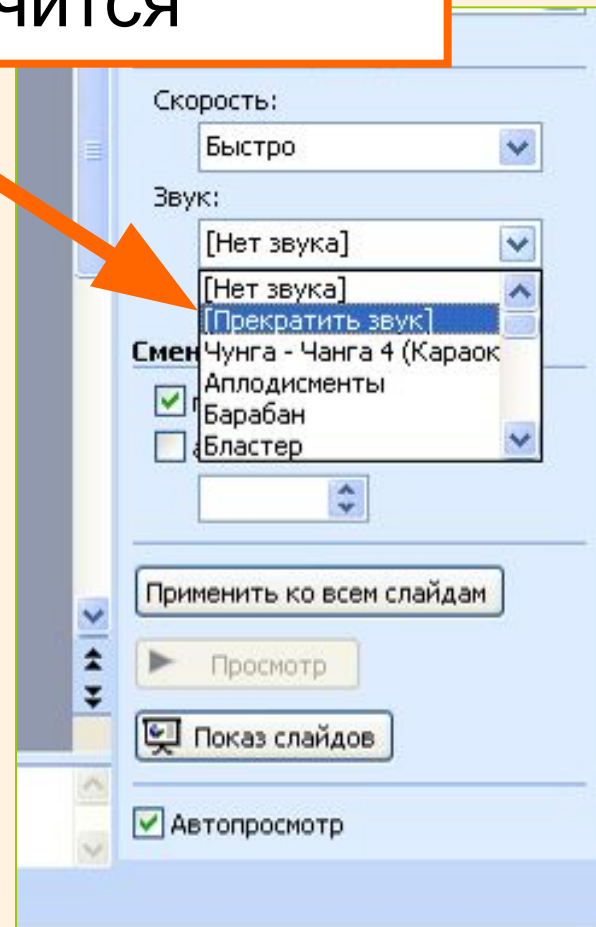 чится
Скорость:
Быстро
Звук:
[Нет звука]
[Нет звука]
[Прекратить звук]
Смен
Чунга - Чанга 4 (Караок
Аплодисменты
Барабан
Бластер
Применить ко всем слайдам
Просмотр
Показ слайдов
Автопросмотр